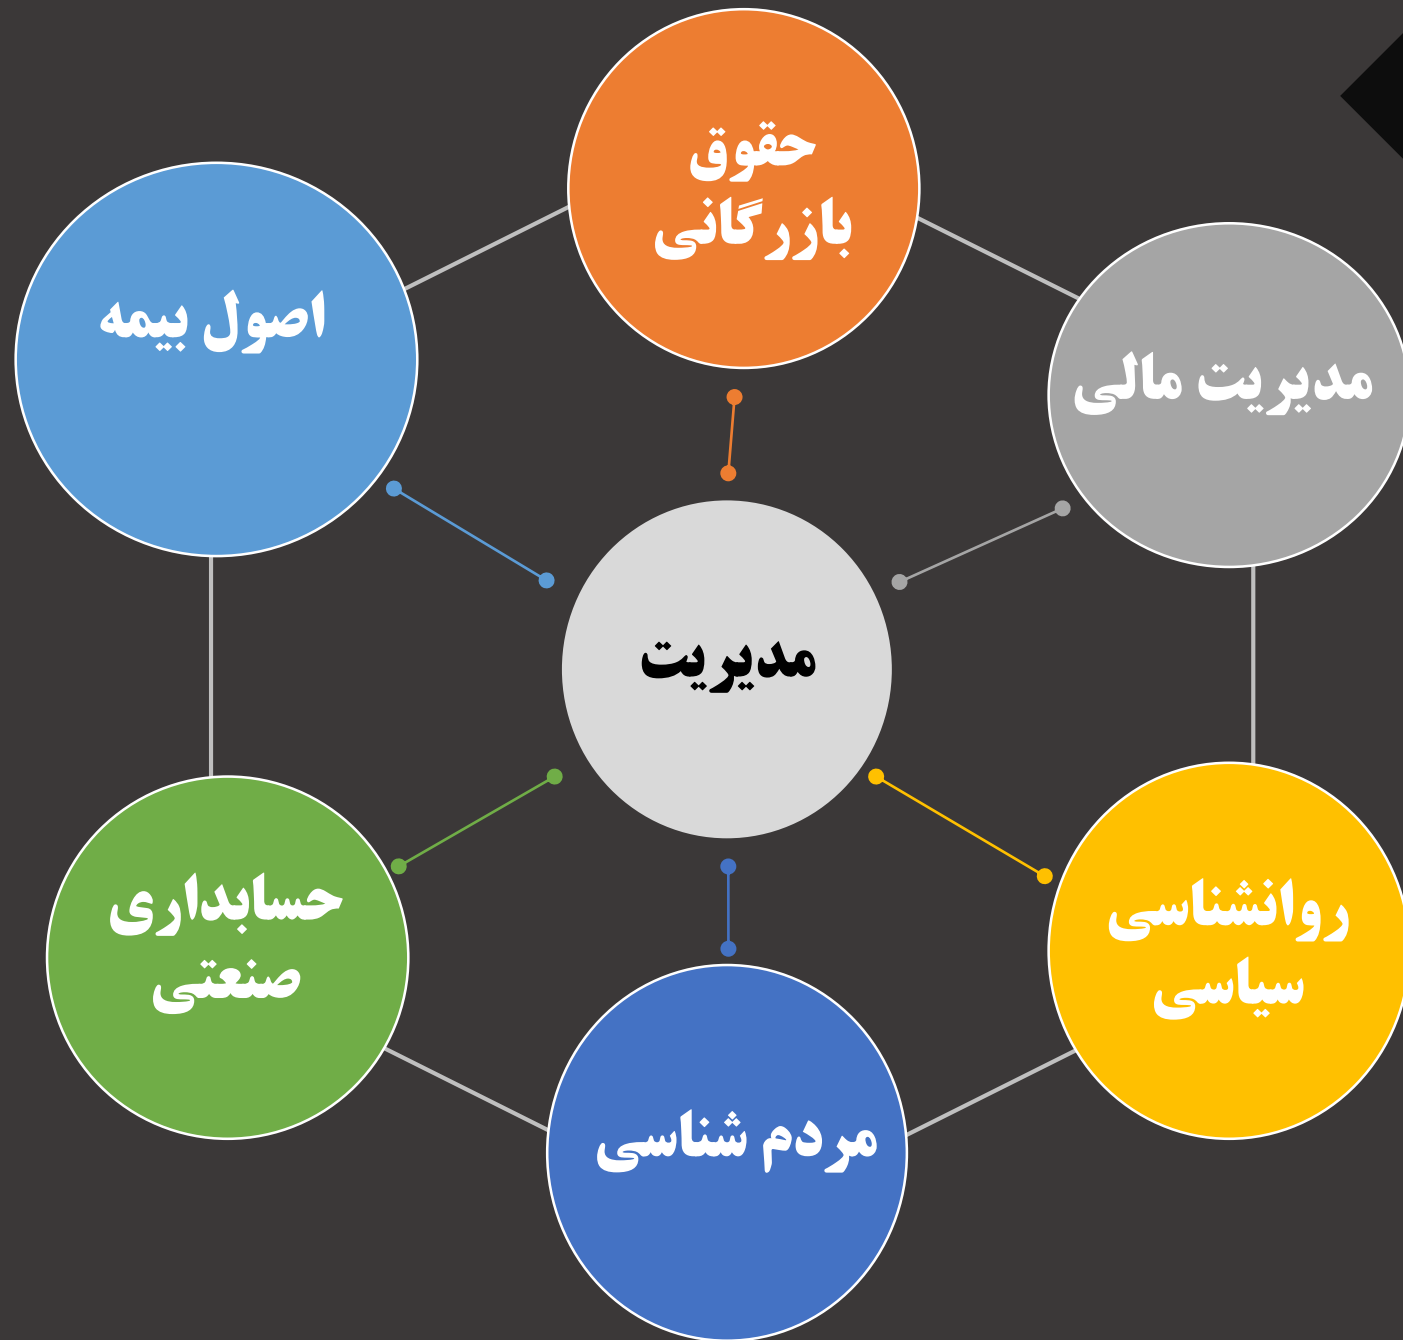 حقوق
بازرگانی
اصول بیمه
مدیریت مالی
مدیریت
حسابداری
صنعتی
روانشناسی
سیاسی
مردم شناسی